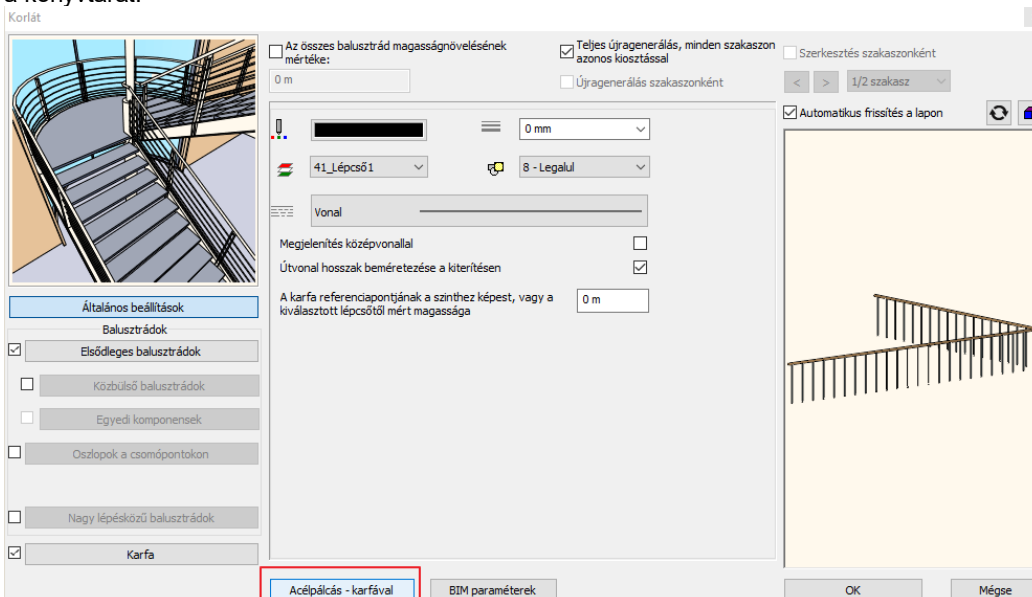 a könyvtárat.
Korlát
Az összes balusztrád magasságnövelésének
mértéke:
0 m
Teljes újragenerálás, minden szakaszon
azonos kiosztással
Újragenerálás szakaszonként
Szerkesztés szakaszonként
< > 1/2 szakasz
Automatikus frissítés a lapon
0 mm
41_Lépcső1
8 - Legalul
Vonal
Megjelenítés középvonallal
Útvonal hosszak beméretezése a kiterítésen
A karfa referenciapontjának a szinthez képest, vagy a
kiválasztott lépcsőtől mért magassága
0 m
Általános beállítások
Balusztrádok
Elsődleges balusztrádok
Közbülső balusztrádok
Egyedi komponensek
Oszlopok a csomópontokon
Nagy lépésközű balusztrádok
Karfa
Acélpálcás - karfával
BIM paraméterek
OK
Mégse